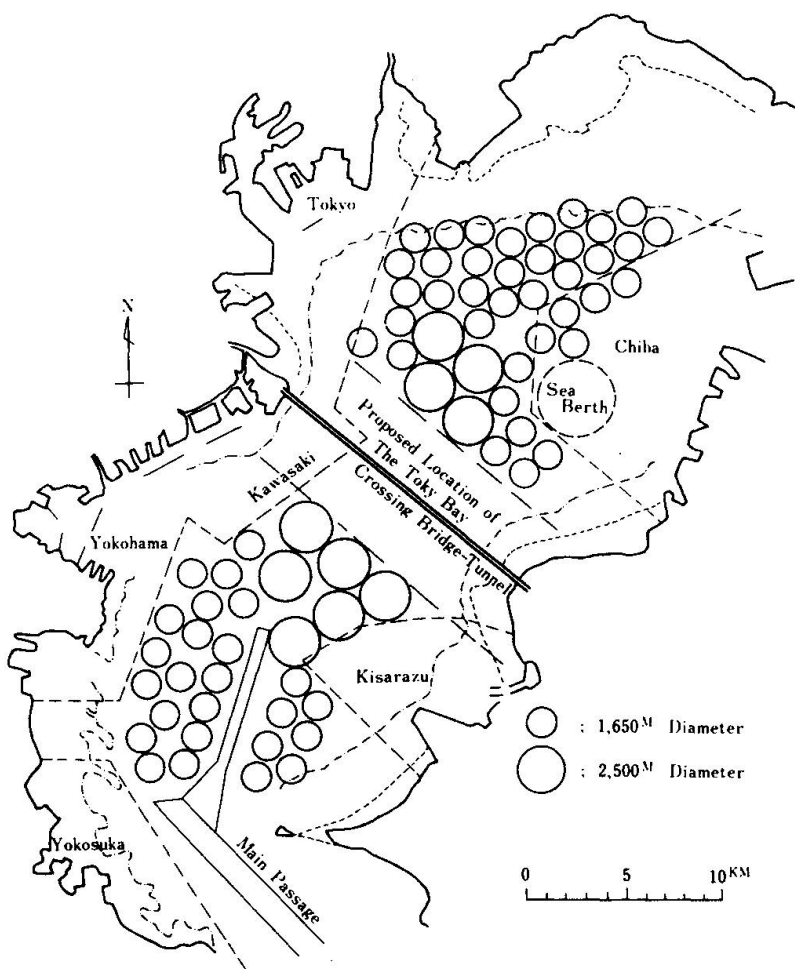 Tokyo
N
Chiba
Sea
Berth
Proposed Location of
The Toky Bay
Crossing Bridge-Tunnel
Kawasaki
Yokohama
Kisarazu
: 1,650M Diameter
: 2,500M Diameter
Yokosuka
Main Passage
0 5 10KM